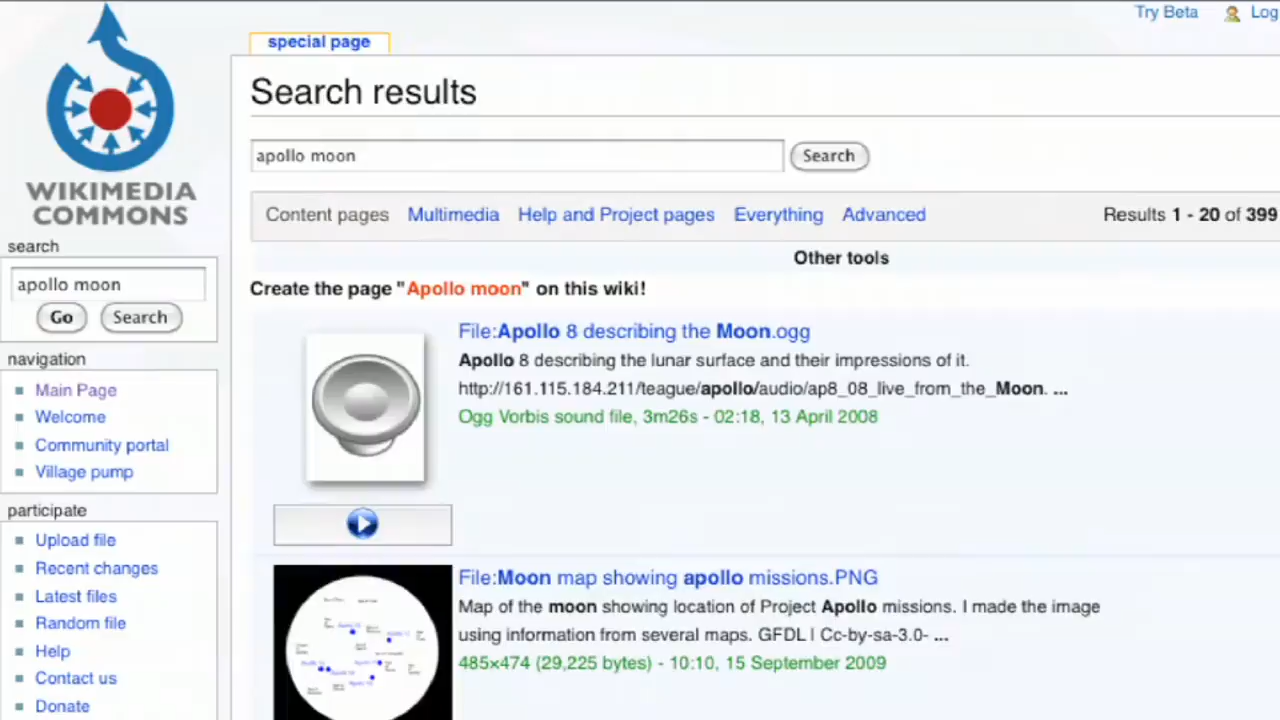 Try Beta
Log
WIKIMEDIA
COMMONS
search
apollo moon
Go
Search
navigation
Main Page
Welcome
Community portal
Village pump
participate
Upload file
Recent changes
Latest files
Random file
Help
Contact us
Donate
special page
Search results
apollo moon
Search
Content pages Multimedia Help and Project pages Everything Advanced Results 1 - 20 of 399
Other tools
Create the page "Apollo moon" on this wiki!
File:Apollo 8 describing the Moon.ogg
Apollo 8 describing the lunar surface and their impressions of it.
http://161.115.184.211/teague/apollo/audio/ap8_08_live_from_the_Moon. ...
Ogg Vorbis sound file, 3m26s - 02:18, 13 April 2008
File:Moon map showing apollo missions.PNG
Map of the moon showing location of Project Apollo missions. I made the image
using information from several maps. GFDL | Cc-by-sa-3.0- ...
485×474 (29,225 bytes) - 10:10, 15 September 2009